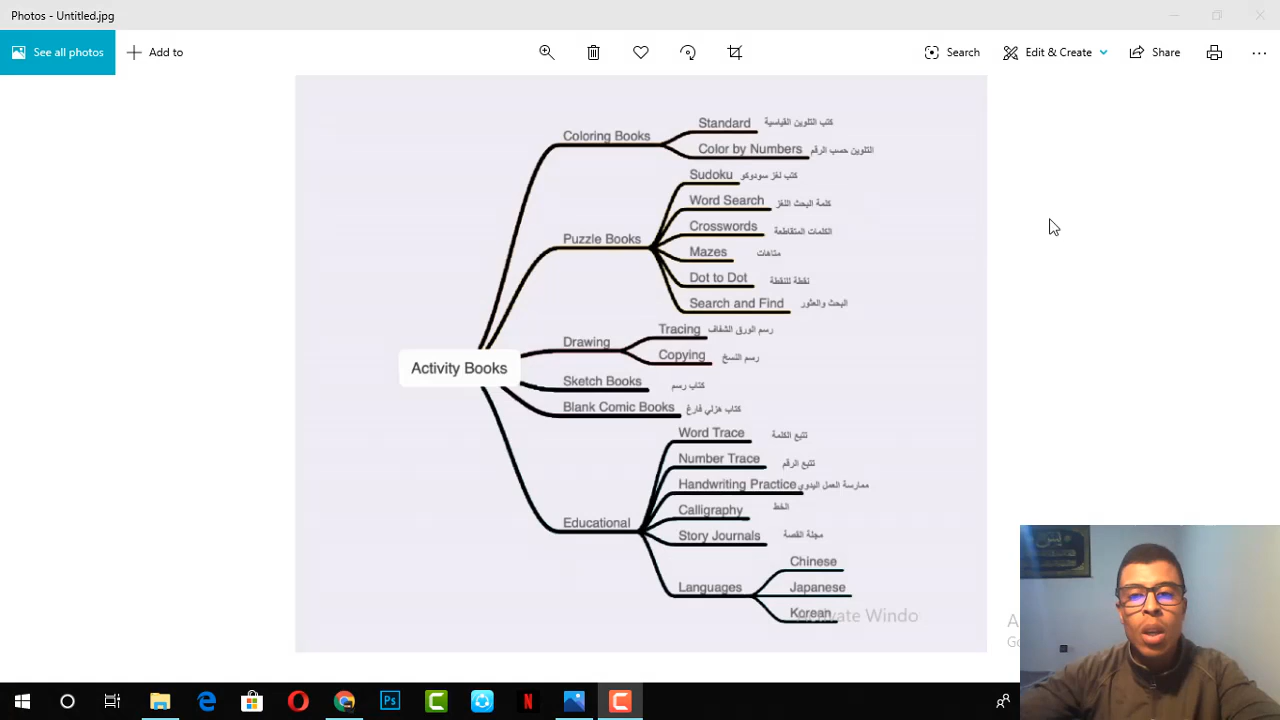 Photos - Untitled.jpg
See all photos
Add to
Search
Edit & Create
Share
Coloring Books
Standard كتب التلوين القياسية
Color by Numbers التلوين حسب الرقم
Puzzle Books
Sudoku كتب لغز سودوكو
Word Search كلمة البحث اللغز
Crosswords الكلمات المتقاطعة
Mazes متاهات
Dot to Dot نقطة للنقطة
Search and Find البحث والعثور
Activity Books
Drawing
Tracing رسم الورق الشفاف
Copying رسم النسخ
Sketch Books كتاب رسم
Blank Comic Books كتاب هزلي فارغ
Educational
Word Trace تتبع الكلمة
Number Trace تتبع الرقم
Handwriting Practice ممارسة العمل اليدوي
Calligraphy الخط
Story Journals مجلة القصة
Languages
Chinese
Japanese
Korean
Windo
Ps
C
N
C